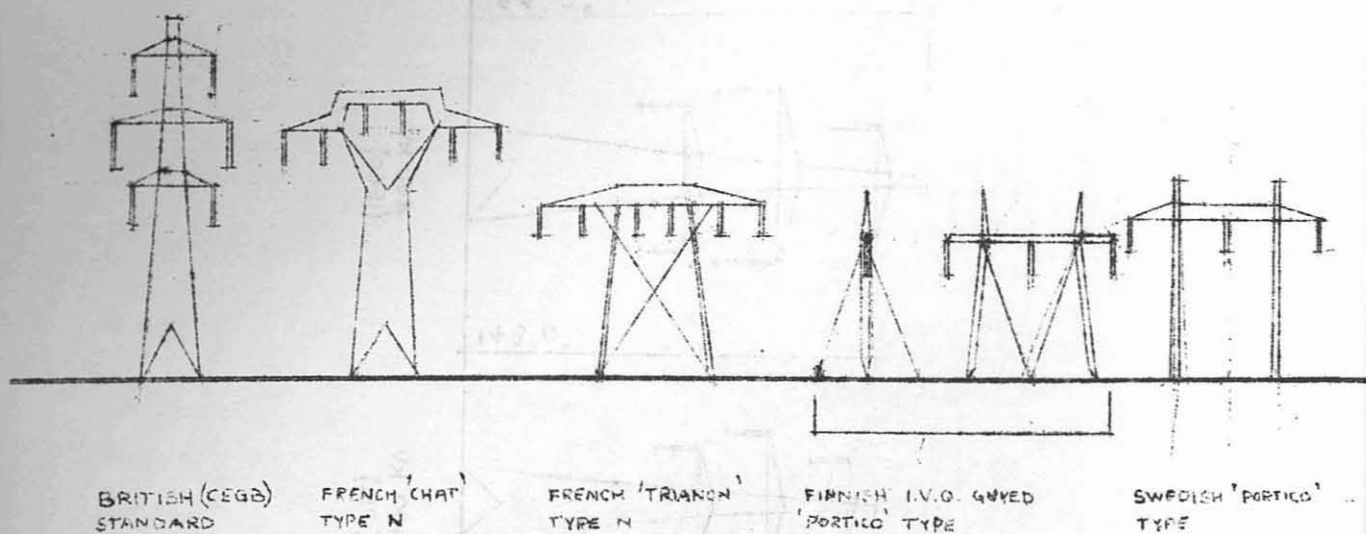 BRITISH (CEGB)
STANDARD
FRENCH 'CHAT'
TYPE N
FRENCH 'TRIANON'
TYPE N
FINNISH I.V.O. GUYED
'PORTICO' TYPE
SWEDISH 'PORTICO'
TYPE